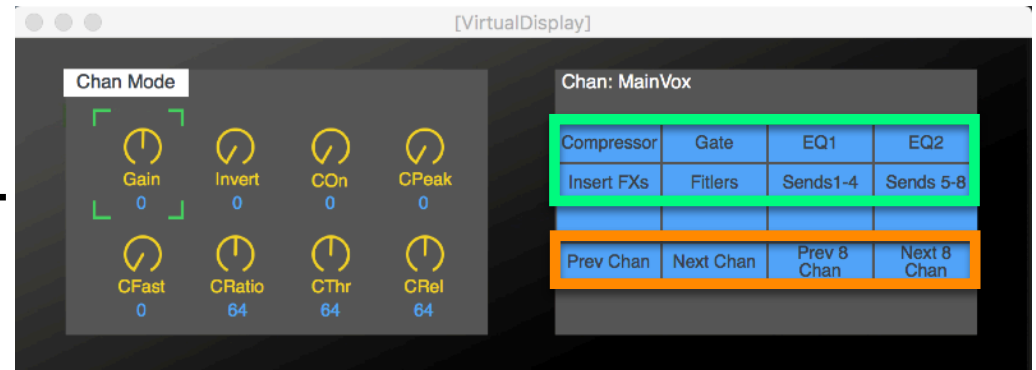 [VirtualDisplay]
Chan Mode
Gain Invert COn CPeak
0 0 0 0
CFast CRatio CThr CRel
0 64 64 64
Chan: MainVox
Compressor Gate EQ1 EQ2
Insert FXs Fitlers Sends1-4 Sends 5-8
Prev Chan Next Chan Prev 8 Chan Next 8 Chan